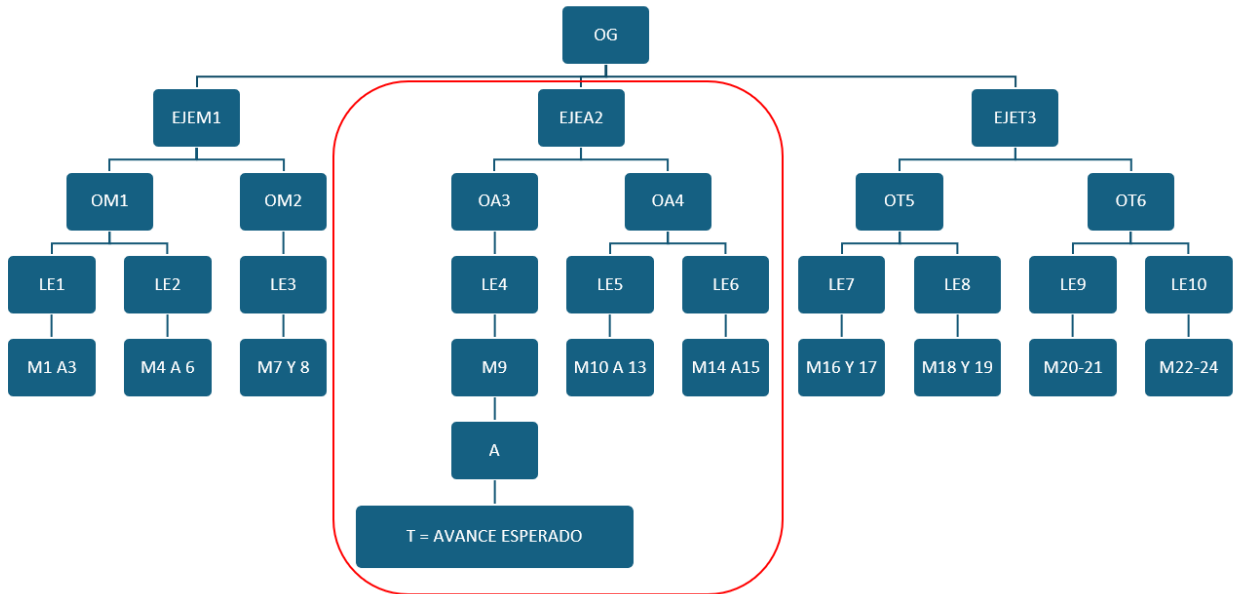 OG
EJEM1
EJEA2
EJET3
OM1
OM2
OA3
OA4
OT5
OT6
LE1
LE2
LE3
LE4
LE5
LE6
LE7
LE8
LE9
LE10
M1 A3
M4 A 6
M7 Y 8
M9
M10 A 13
M14 A15
M16 Y 17
M18 Y 19
M20-21
M22-24
A
T = AVANCE ESPERADO